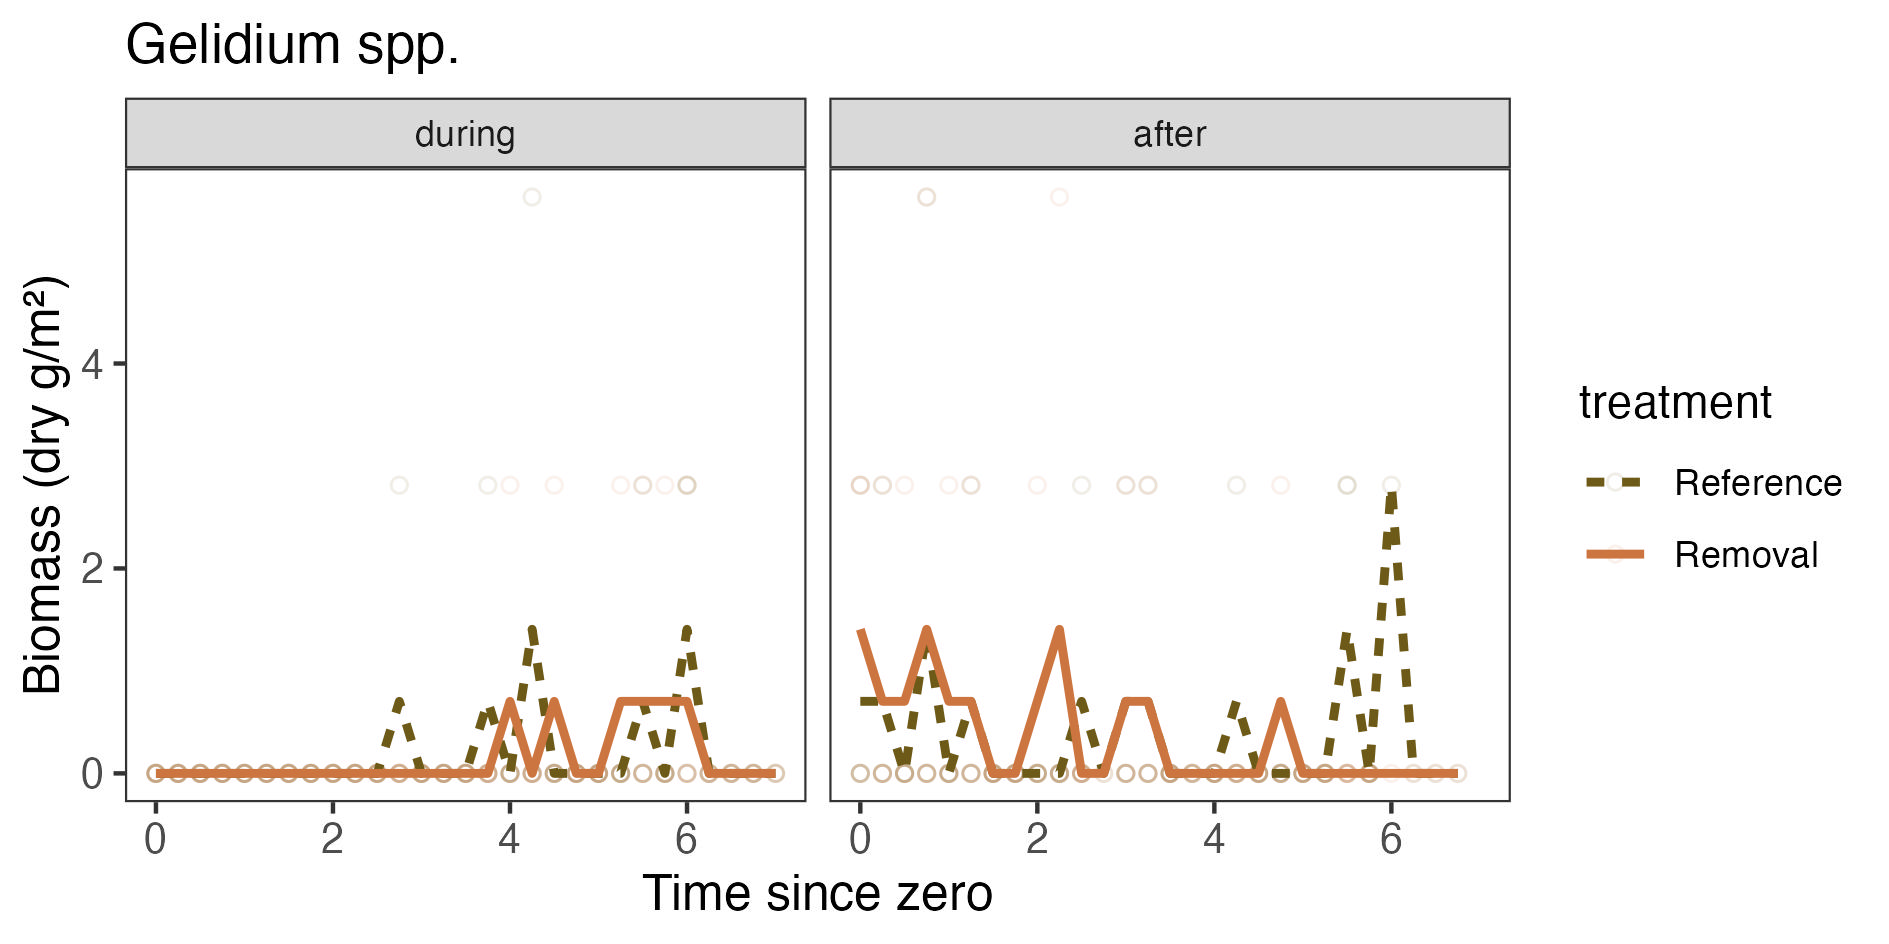 Gelidium spp.
during
after
Biomass (dry g/m²)
4
2
0
0
2
4
6
0
2
4
6
Time since zero
treatment
Reference
Removal